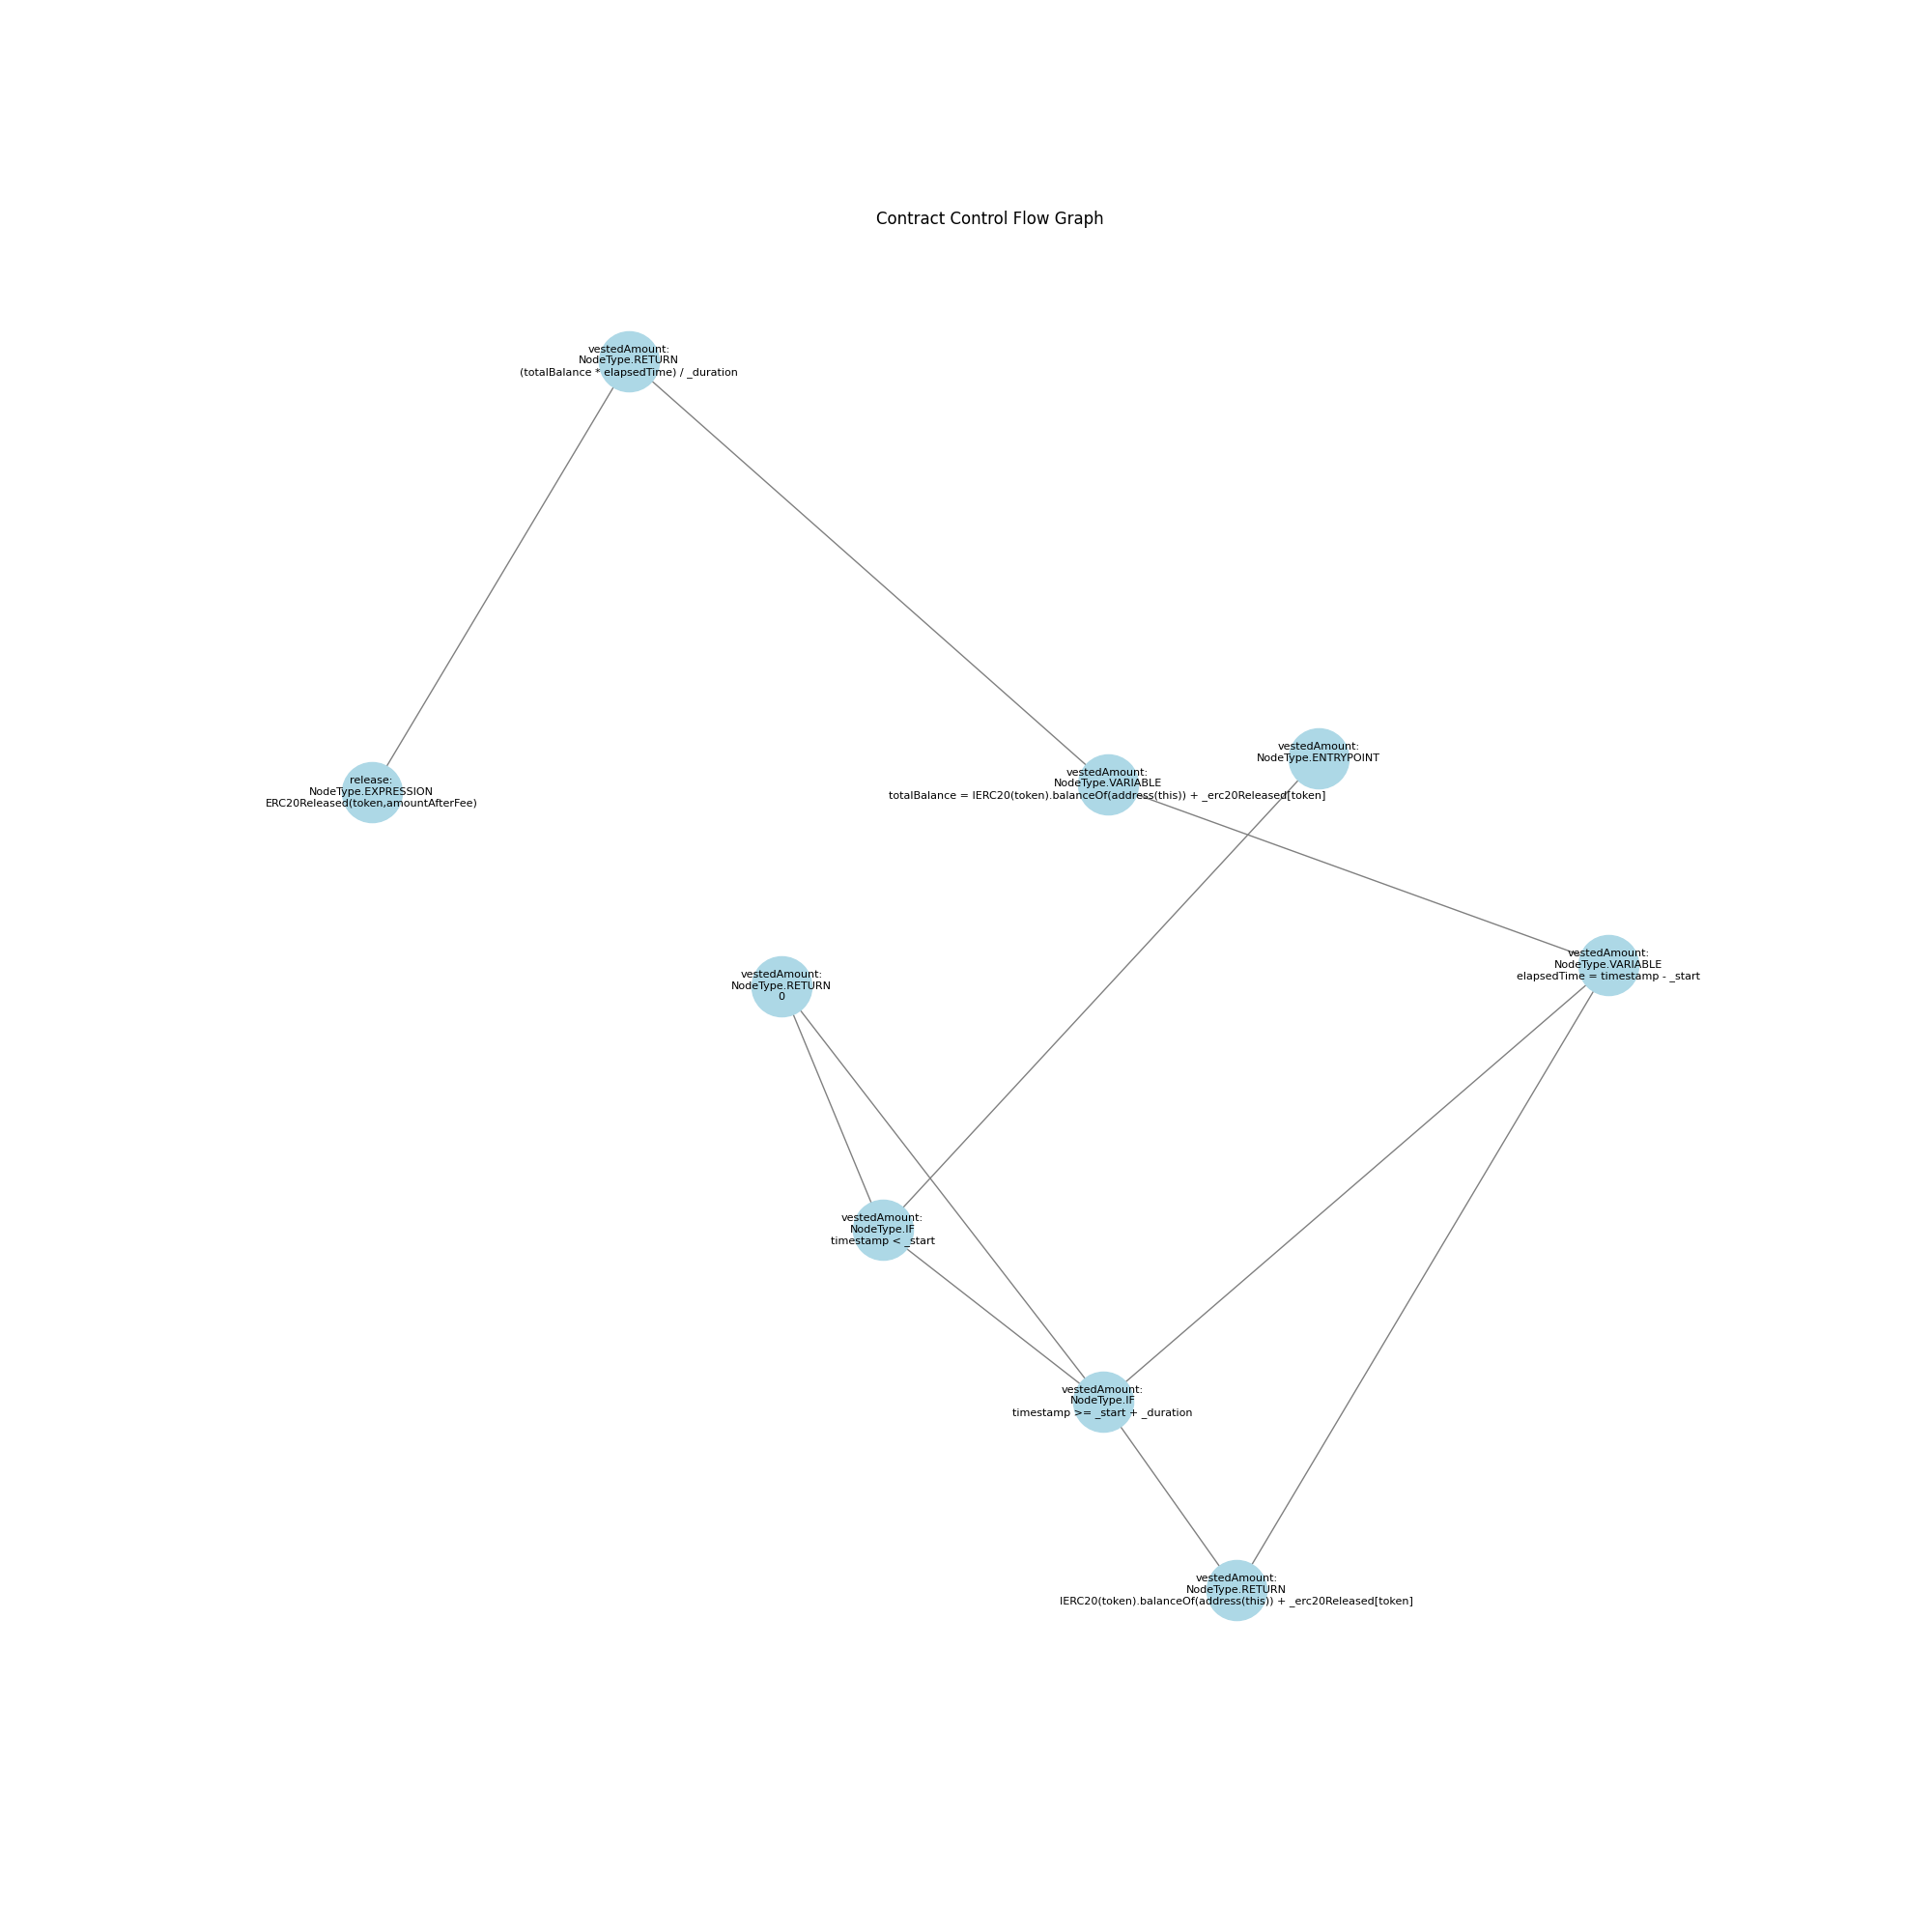 Contract Control Flow Graph
vestedAmount:
NodeType.RETURN
(totalBalance * elapsedTime) / _duration
vestedAmount:
NodeType.ENTRYPOINT
vestedAmount:
NodeType.VARIABLE
totalBalance = IERC20(token).balanceOf(address(this)) + _erc20Released[token]
release:
NodeType.EXPRESSION
ERC20Released(token,amountAfterFee)
vestedAmount:
NodeType.VARIABLE
elapsedTime = timestamp - _start
vestedAmount:
NodeType.RETURN
0
vestedAmount:
NodeType.IF
timestamp < _start
vestedAmount:
NodeType.IF
timestamp >= _start + _duration
vestedAmount:
NodeType.RETURN
IERC20(token).balanceOf(address(this)) + _erc20Released[token]